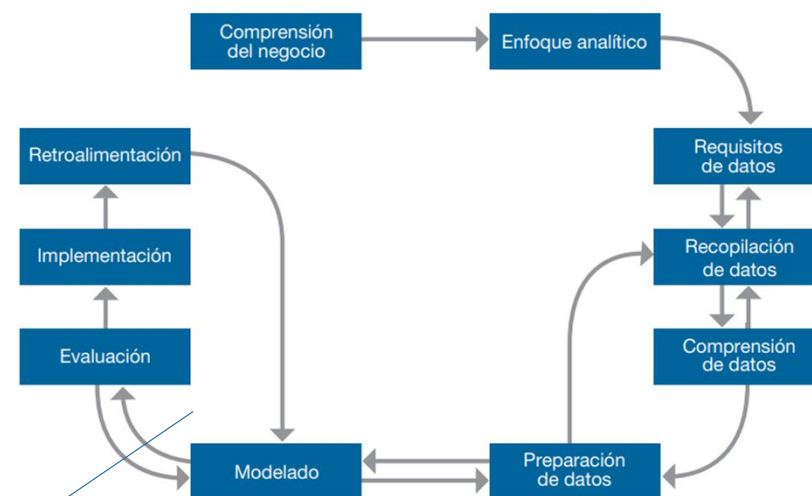 Comprensión
del negocio
Enfoque analítico
Retroalimentación
Requisitos
de datos
Implementación
Recopilación
de datos
Evaluación
Comprensión
de datos
Modelado
Preparación
de datos